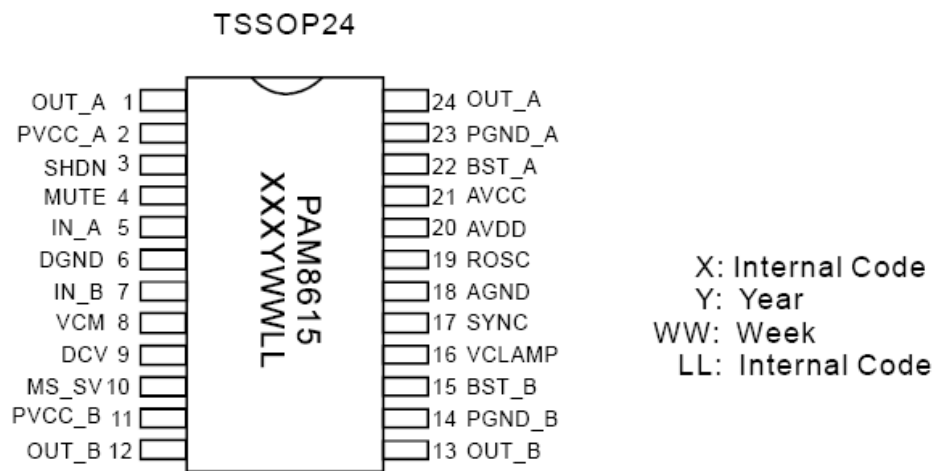 TSSOP24
OUT_A 1
PVCC_A 2
SHDN 3
MUTE 4
IN_A 5
DGND 6
IN_B 7
VCM 8
DCV 9
MS_SV 10
PVCC_B 11
OUT_B 12
PAM8615
XXXYWWLL
24 OUT_A
23 PGND_A
22 BST_A
21 AVCC
20 AVDD
19 ROSC
18 AGND
17 SYNC
16 VCLAMP
15 BST_B
14 PGND_B
13 OUT_B
X: Internal Code
Y: Year
WW: Week
LL: Internal Code